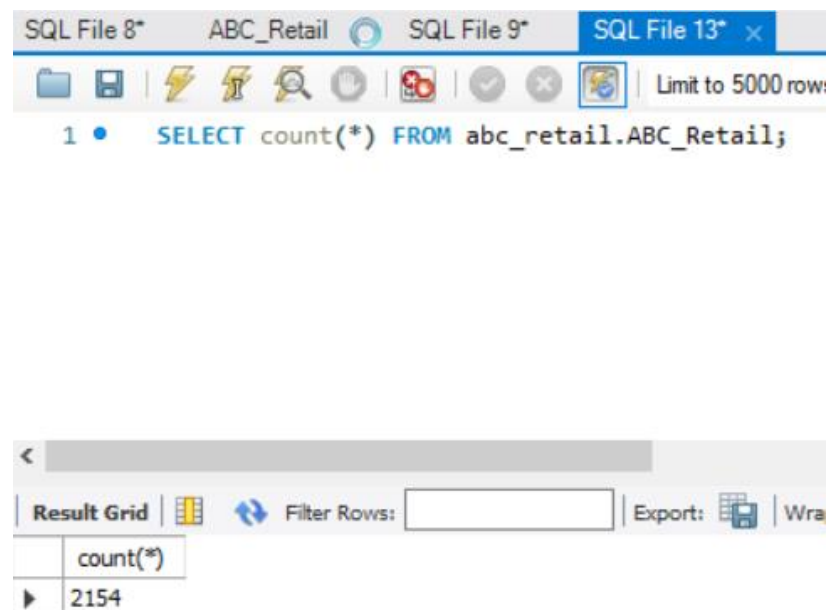 SQL File 8* ABC_Retail SQL File 9* SQL File 13*
Limit to 5000 rows
1 SELECT count(*) FROM abc_retail.ABC_Retail;
Result Grid Filter Rows: Export: Wra
count(*)
2154